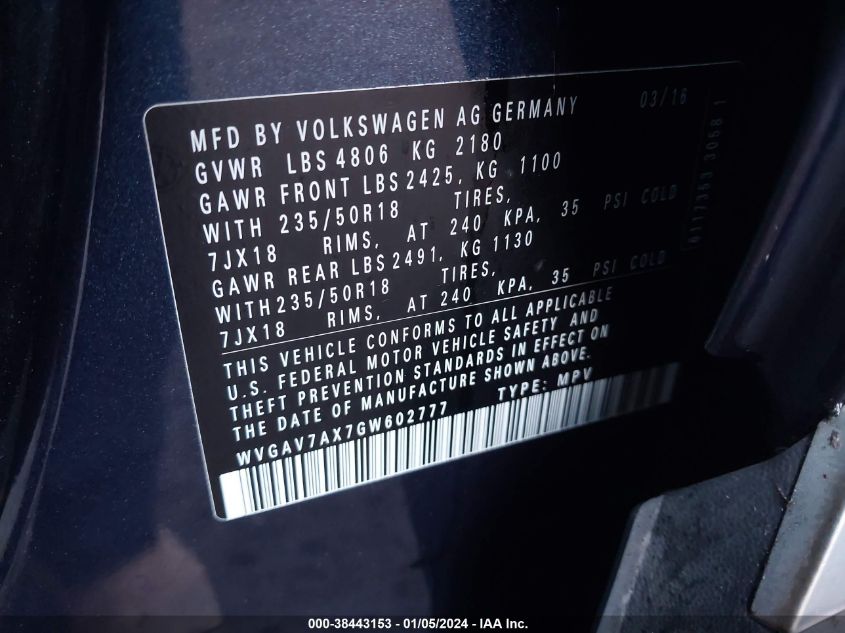 MFD BY VOLKSWAGEN AG GERMANY 03/16
GVWR LBS 4806 KG 2180
GAWR FRONT LBS 2425, KG 1100
WITH 235/50R18 TIRES,
7JX18 RIMS, AT 240 KPA, 35 PSI COLD
GAWR REAR LBS 2491, KG 1130
WITH 235/50R18 TIRES,
7JX18 RIMS, AT 240 KPA, 35 PSI COLD
THIS VEHICLE CONFORMS TO ALL APPLICABLE
U.S. FEDERAL MOTOR VEHICLE SAFETY AND
THEFT PREVENTION STANDARDS IN EFFECT ON
THE DATE OF MANUFACTURE SHOWN ABOVE.
WVGAV7AX7GW602777 TYPE: MPV
000-38443153 - 01/05/2024 - IAA Inc.